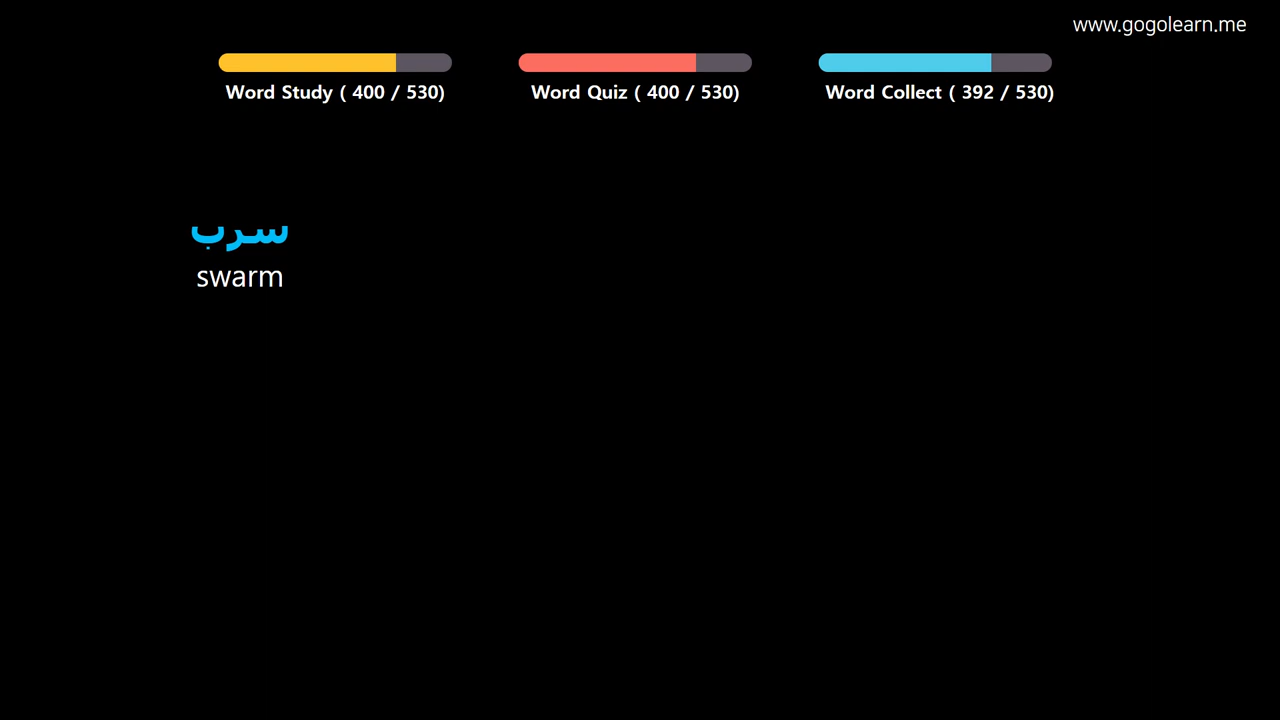 www.gogolearn.me
Word Study ( 400 / 530)
Word Quiz ( 400 / 530)
Word Collect ( 392 / 530)
سرب
swarm